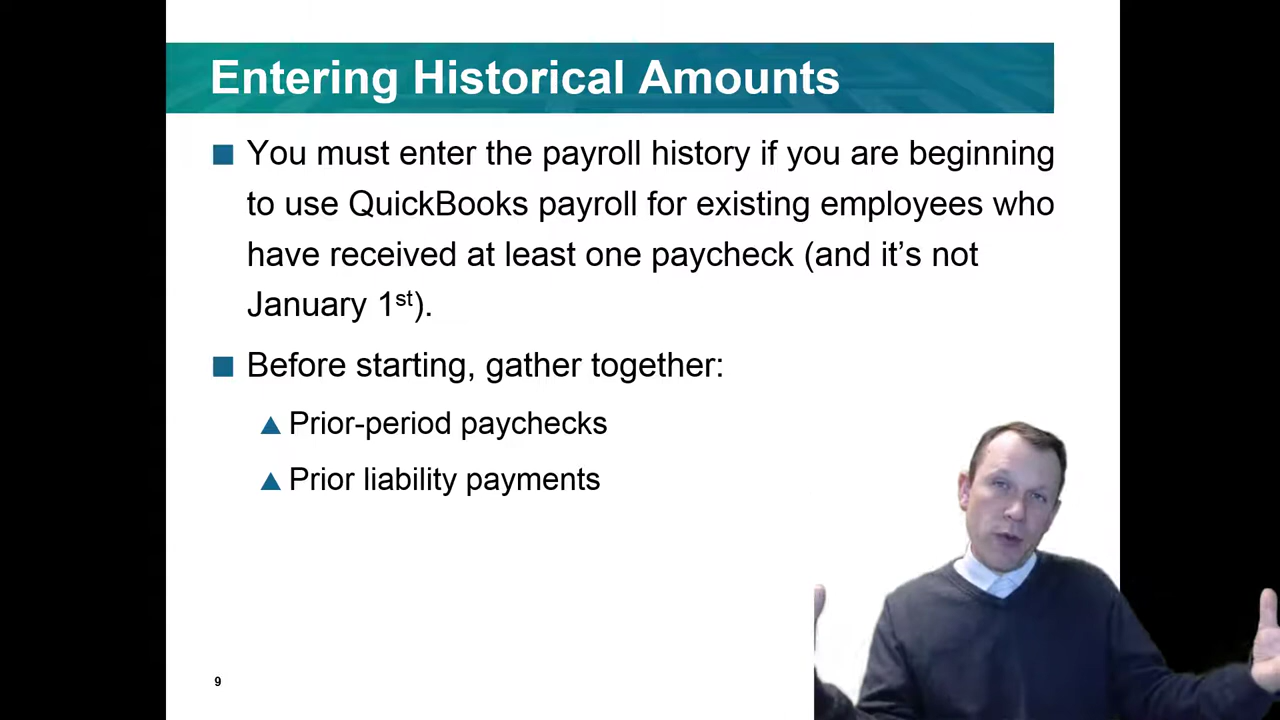 Entering Historical Amounts
You must enter the payroll history if you are beginning
to use QuickBooks payroll for existing employees who
have received at least one paycheck (and it’s not
January 1st).
Before starting, gather together:
Prior-period paychecks
Prior liability payments
9